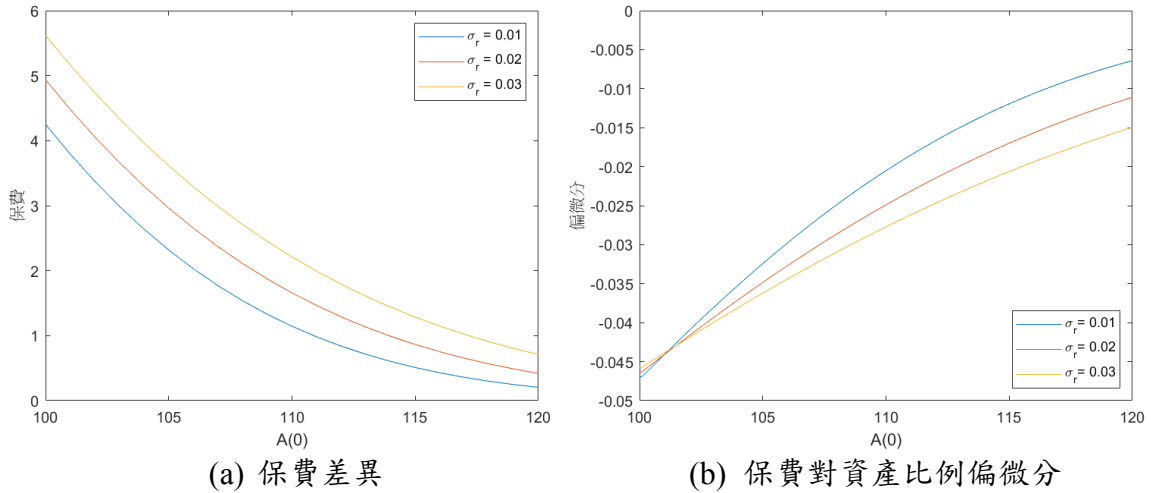 6
5
4
3
2
1
0
保費
100
105
110
115
120
A(0)
σr = 0.01
σr = 0.02
σr = 0.03
(a) 保費差異
0
-0.005
-0.01
-0.015
-0.02
-0.025
-0.03
-0.035
-0.04
-0.045
-0.05
偏微分
100
105
110
115
120
A(0)
σr = 0.01
σr = 0.02
σr = 0.03
(b) 保費對資產比例偏微分